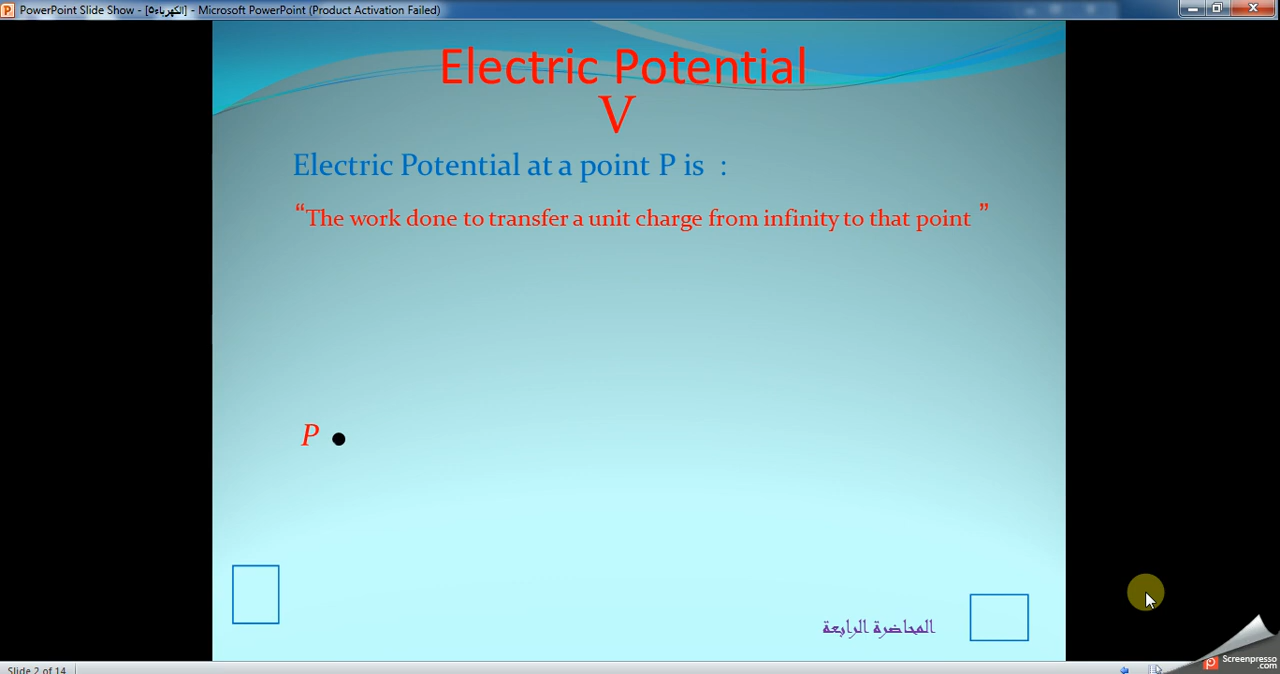 PowerPoint Slide Show - [الكهرباء٥] - Microsoft PowerPoint (Product Activation Failed)
Electric Potential
V
Electric Potential at a point P is :
“The work done to transfer a unit charge from infinity to that point ”
P
المحاضرة الرابعة
Slide 2 of 14
Screenpresso
.com